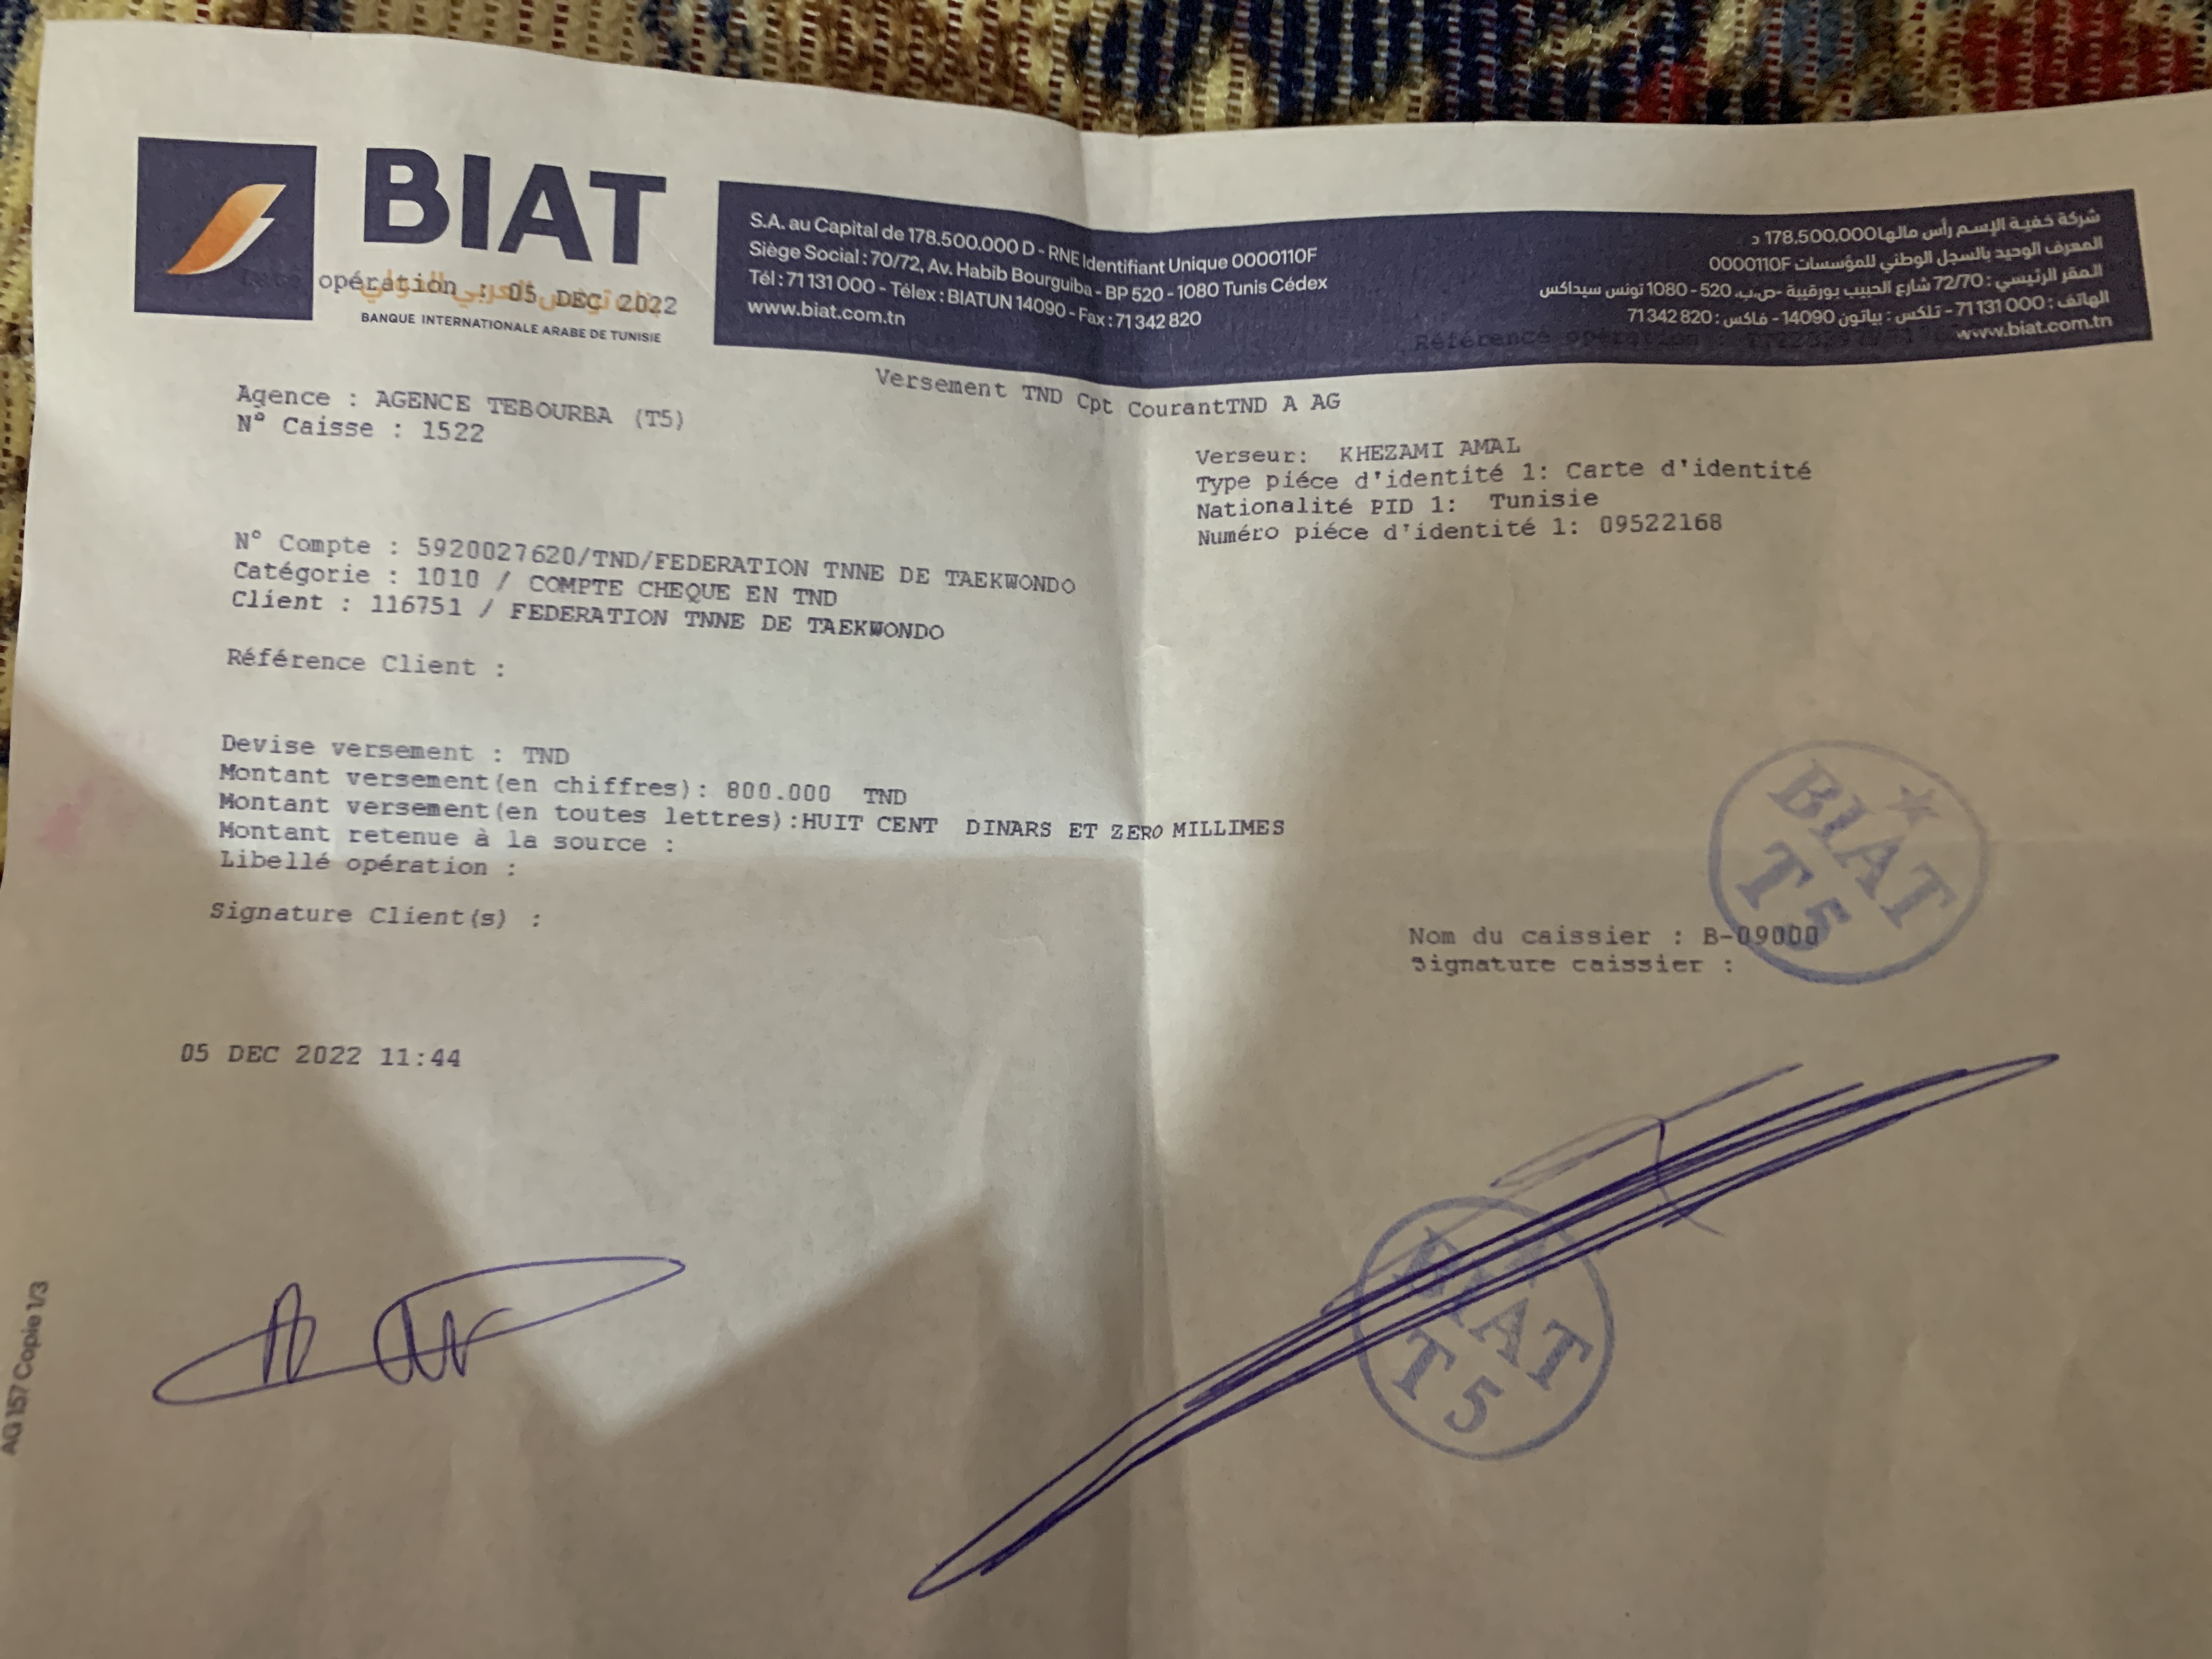 BIAT
opération : 05 DEC 2022
BANQUE INTERNATIONALE ARABE DE TUNISIE
S.A. au Capital de 178.500.000 D - RNE Identifiant Unique 0000110F
Siège Social : 70/72, Av. Habib Bourguiba - BP 520 - 1080 Tunis Cédex
Tél : 71 131 000 - Télex : BIATUN 14090 - Fax : 71 342 820
www.biat.com.tn
شركة خفية الإسم رأس مالها 178.500.000 د
المعرف الوحيد بالسجل الوطني للمؤسسات 0000110F
المقر الرئيسي : 72/70 شارع الحبيب بورقيبة -ص.ب. 520 - 1080 تونس سيداكس
الهاتف : 000 131 71 - تلكس : بياتون 14090 - فاكس : 820 342 71
www.biat.com.tn
Référence opération :
Versement TND Cpt CourantTND A AG
Agence : AGENCE TEBOURBA (T5)
N° Caisse : 1522
Verseur: KHEZAMI AMAL
Type piéce d'identité 1: Carte d'identité
Nationalité PID 1: Tunisie
Numéro piéce d'identité 1: 09522168
N° Compte : 5920027620/TND/FEDERATION TNNE DE TAEKWONDO
Catégorie : 1010 / COMPTE CHEQUE EN TND
Client : 116751 / FEDERATION TNNE DE TAEKWONDO
Référence Client :
Devise versement : TND
Montant versement(en chiffres): 800.000 TND
Montant versement(en toutes lettres):HUIT CENT DINARS ET ZERO MILLIMES
Montant retenue à la source :
Libellé opération :
Signature Client(s) :
BIAT
T5
Nom du caissier : B-09000
Signature caissier :
05 DEC 2022 11:44
BIAT
T5
AG 157 Copie 1/3